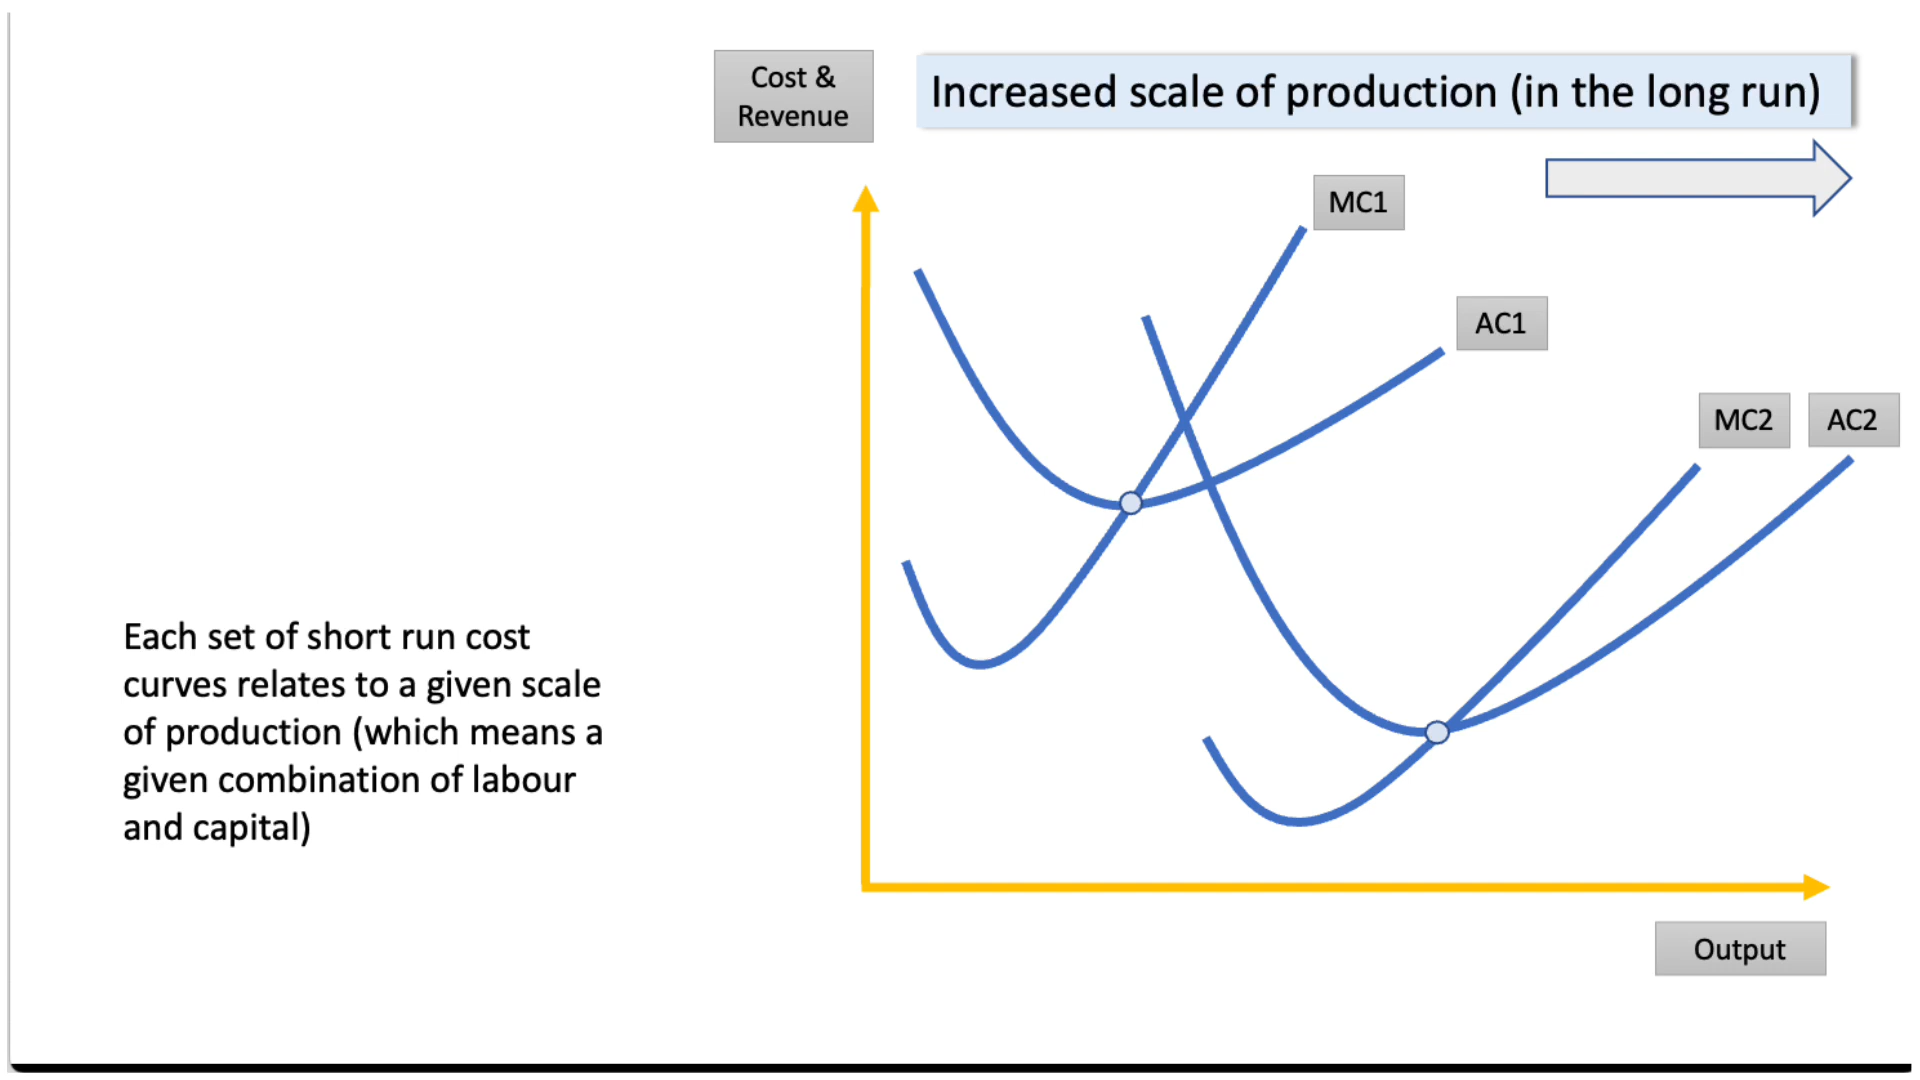 Cost &
Revenue
Increased scale of production (in the long run)
MC1
AC1
MC2
AC2
Each set of short run cost
curves relates to a given scale
of production (which means a
given combination of labour
and capital)
Output